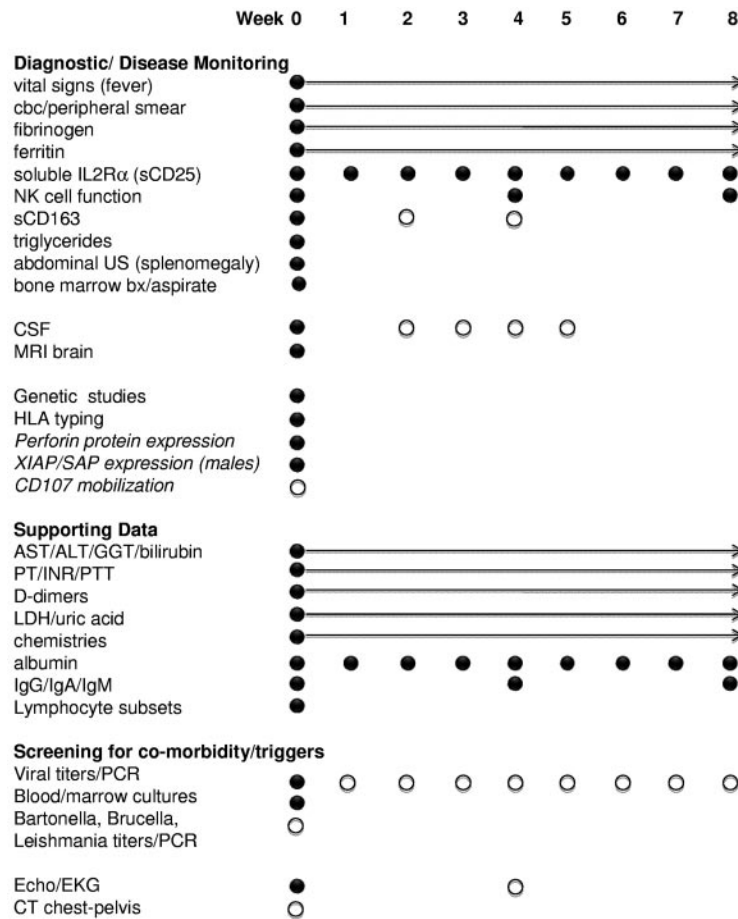 Week 0 1 2 3 4 5 6 7 8
Diagnostic/ Disease Monitoring
vital signs (fever)
cbc/peripheral smear
fibrinogen
ferritin
soluble IL2Rα (sCD25)
NK cell function
sCD163
triglycerides
abdominal US (splenomegaly)
bone marrow bx/aspirate
CSF
MRI brain
Genetic studies
HLA typing
Perforin protein expression
XIAP/SAP expression (males)
CD107 mobilization
Supporting Data
AST/ALT/GGT/bilirubin
PT/INR/PTT
D-dimers
LDH/uric acid
chemistries
albumin
IgG/IgA/IgM
Lymphocyte subsets
Screening for co-morbidity/triggers
Viral titers/PCR
Blood/marrow cultures
Bartonella, Brucella,
Leishmania titers/PCR
Echo/EKG
CT chest-pelvis